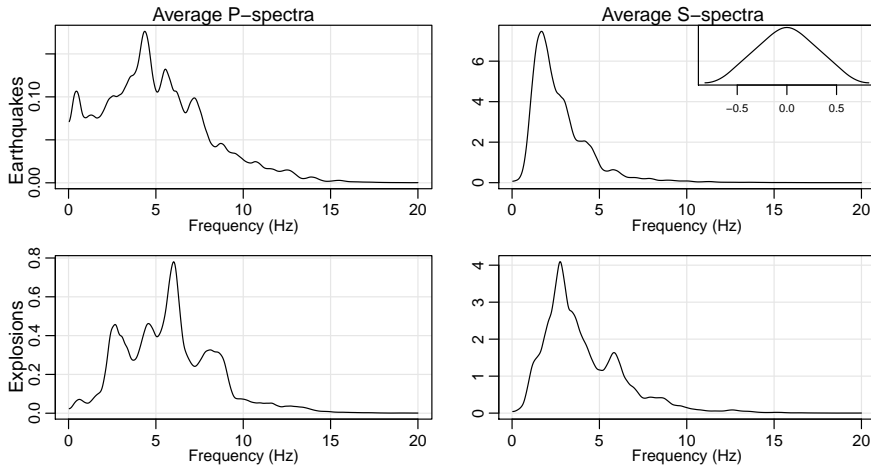 Average P−spectra
Average S−spectra
Earthquakes
0.00 0.10
0 5 10 15 20
Frequency (Hz)
0 2 4 6
−0.5 0.0 0.5
0 5 10 15 20
Frequency (Hz)
Explosions
0.0 0.2 0.4 0.6 0.8
0 5 10 15 20
Frequency (Hz)
0 1 2 3 4
0 5 10 15 20
Frequency (Hz)